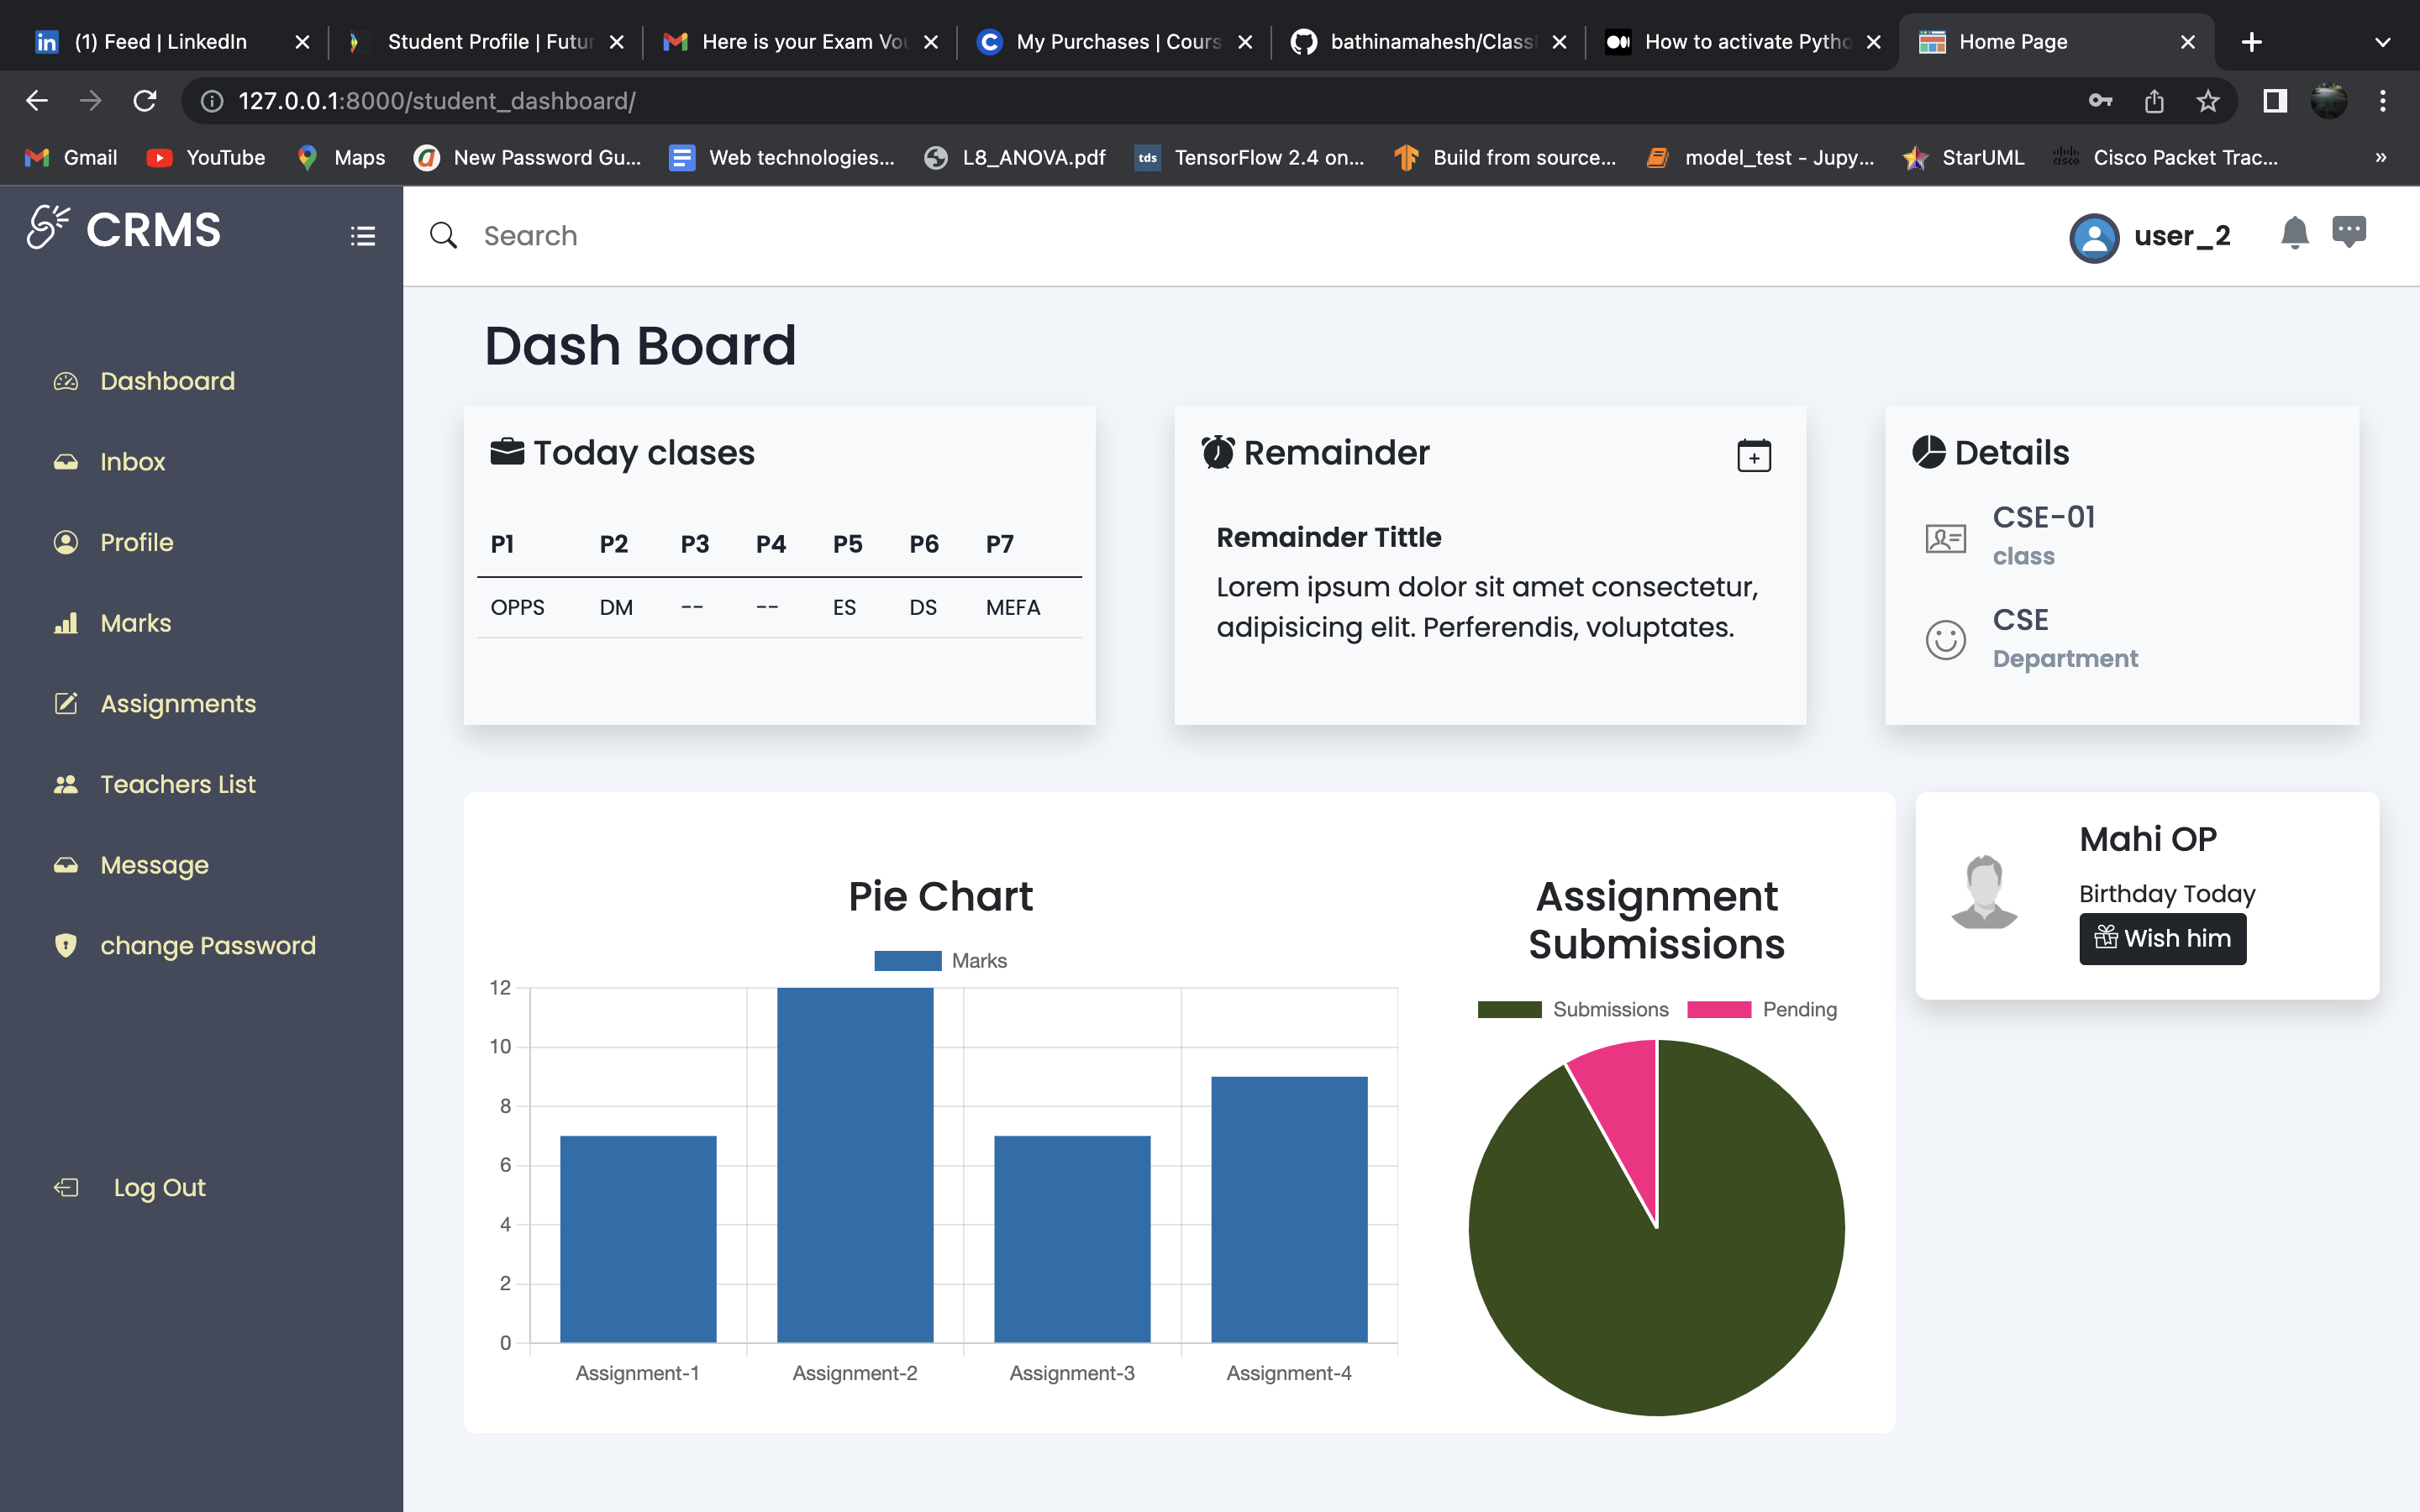 (1) Feed | LinkedIn
Student Profile | Futur
Here is your Exam Vou
My Purchases | Cours
bathinamahesh/Class
How to activate Pytho
Home Page
127.0.0.1:8000/student_dashboard/
Gmail
YouTube
Maps
New Password Gu...
Web technologies...
L8_ANOVA.pdf
tds
TensorFlow 2.4 on...
Build from source...
model_test - Jupy...
StarUML
Cisco Packet Trac...
»
CRMS
Search
user_2
Dashboard
Inbox
Profile
Marks
Assignments
Teachers List
Message
change Password
Log Out
Dash Board
Today clases
P1 P2 P3 P4 P5 P6 P7
OPPS DM -- -- ES DS MEFA
Remainder
Remainder Tittle
Lorem ipsum dolor sit amet consectetur,
adipisicing elit. Perferendis, voluptates.
Details
CSE-01
class
CSE
Department
Pie Chart
Marks
12
10
8
6
4
2
0
Assignment-1 Assignment-2 Assignment-3 Assignment-4
Assignment
Submissions
Submissions Pending
Mahi OP
Birthday Today
Wish him